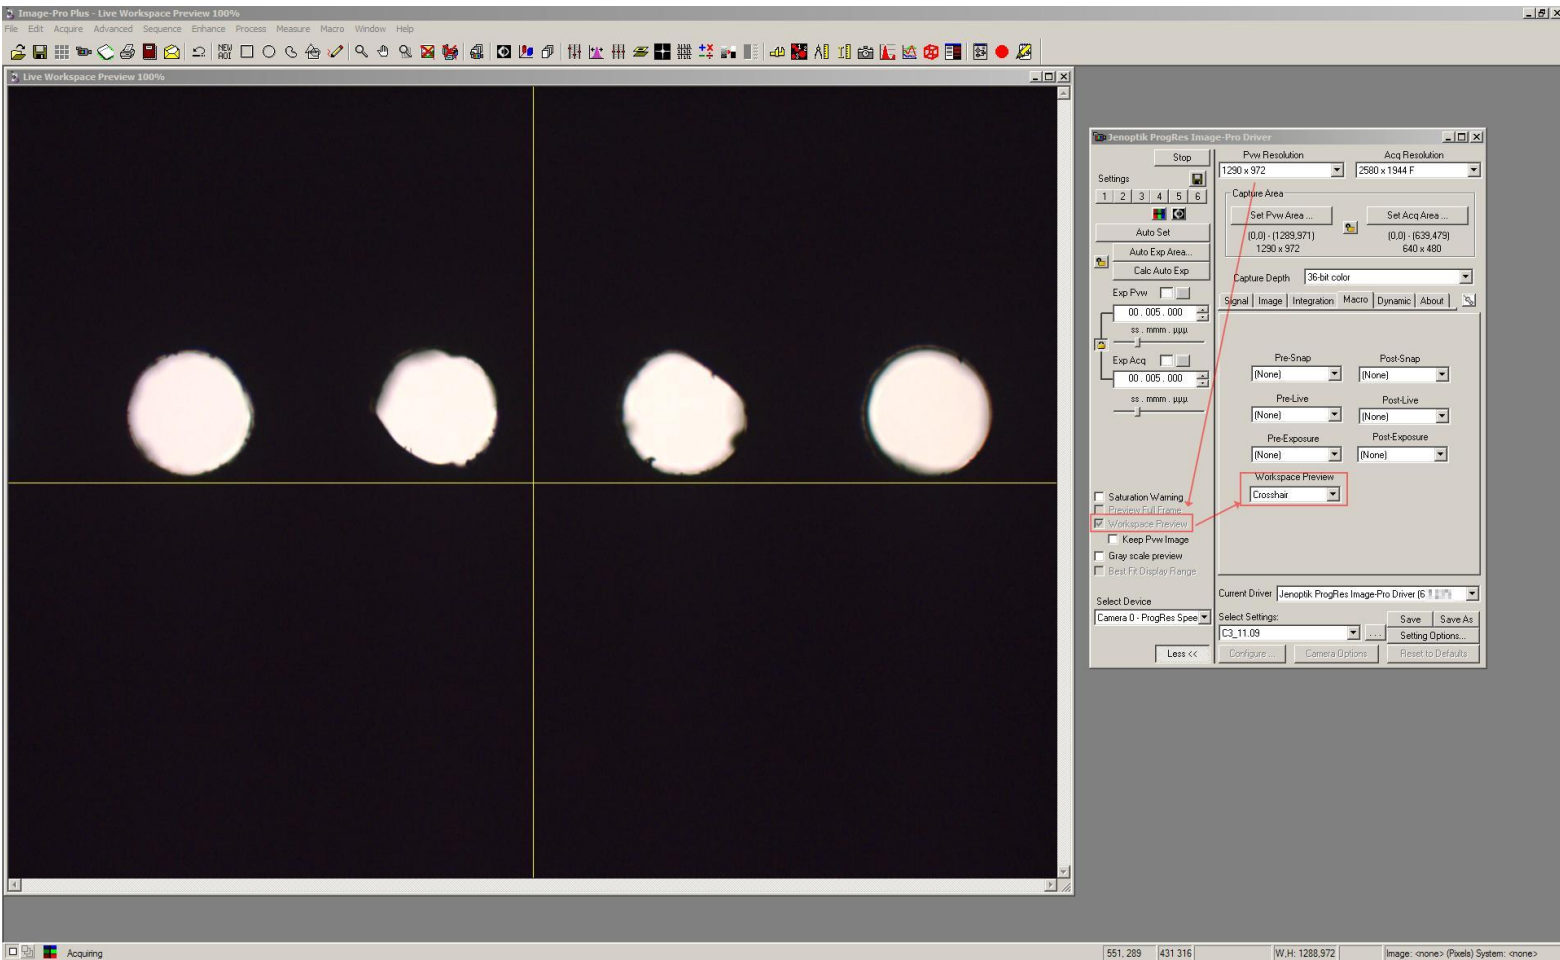 Image-Pro Plus - Live Workspace Preview 100%
File Edit Acquire Advanced Sequence Enhance Process Measure Macro Window Help
NEW AOI
Live Workspace Preview 100%
Jenoptik ProgRes Image-Pro Driver
Stop
Pvw Resolution
Acq Resolution
1290 x 972
2580 x 1944 F
Settings
1 2 3 4 5 6
Capture Area
Set Pvw Area ...
Set Acq Area ...
(0,0) - (1289,971)
(0,0) - (639,479)
1290 x 972
640 x 480
Auto Set
Auto Exp Area...
Calc Auto Exp
Capture Depth
36-bit color
Exp Pvw
Signal Image Integration Macro Dynamic About
00 . 005 . 000
ss . mmm . µµµ
Exp Acq
00 . 005 . 000
ss . mmm . µµµ
Pre-Snap
Post-Snap
(None)
(None)
Pre-Live
Post-Live
(None)
(None)
Pre-Exposure
Post-Exposure
(None)
(None)
Workspace Preview
Crosshair
Saturation Warning
Preview Full Frame
Workspace Preview
Keep Pvw Image
Gray scale preview
Best Fit Display Range
Select Device
Camera 0 - ProgRes Spee
Current Driver
Jenoptik ProgRes Image-Pro Driver (6
Select Settings:
C3_11.09
...
Save
Save As
Setting Options...
Less <<
Configure ...
Camera Options
Reset to Defaults
Acquiring
551, 289
431 316
W,H: 1288,972
Image: <none> (Pixels) System: <none>